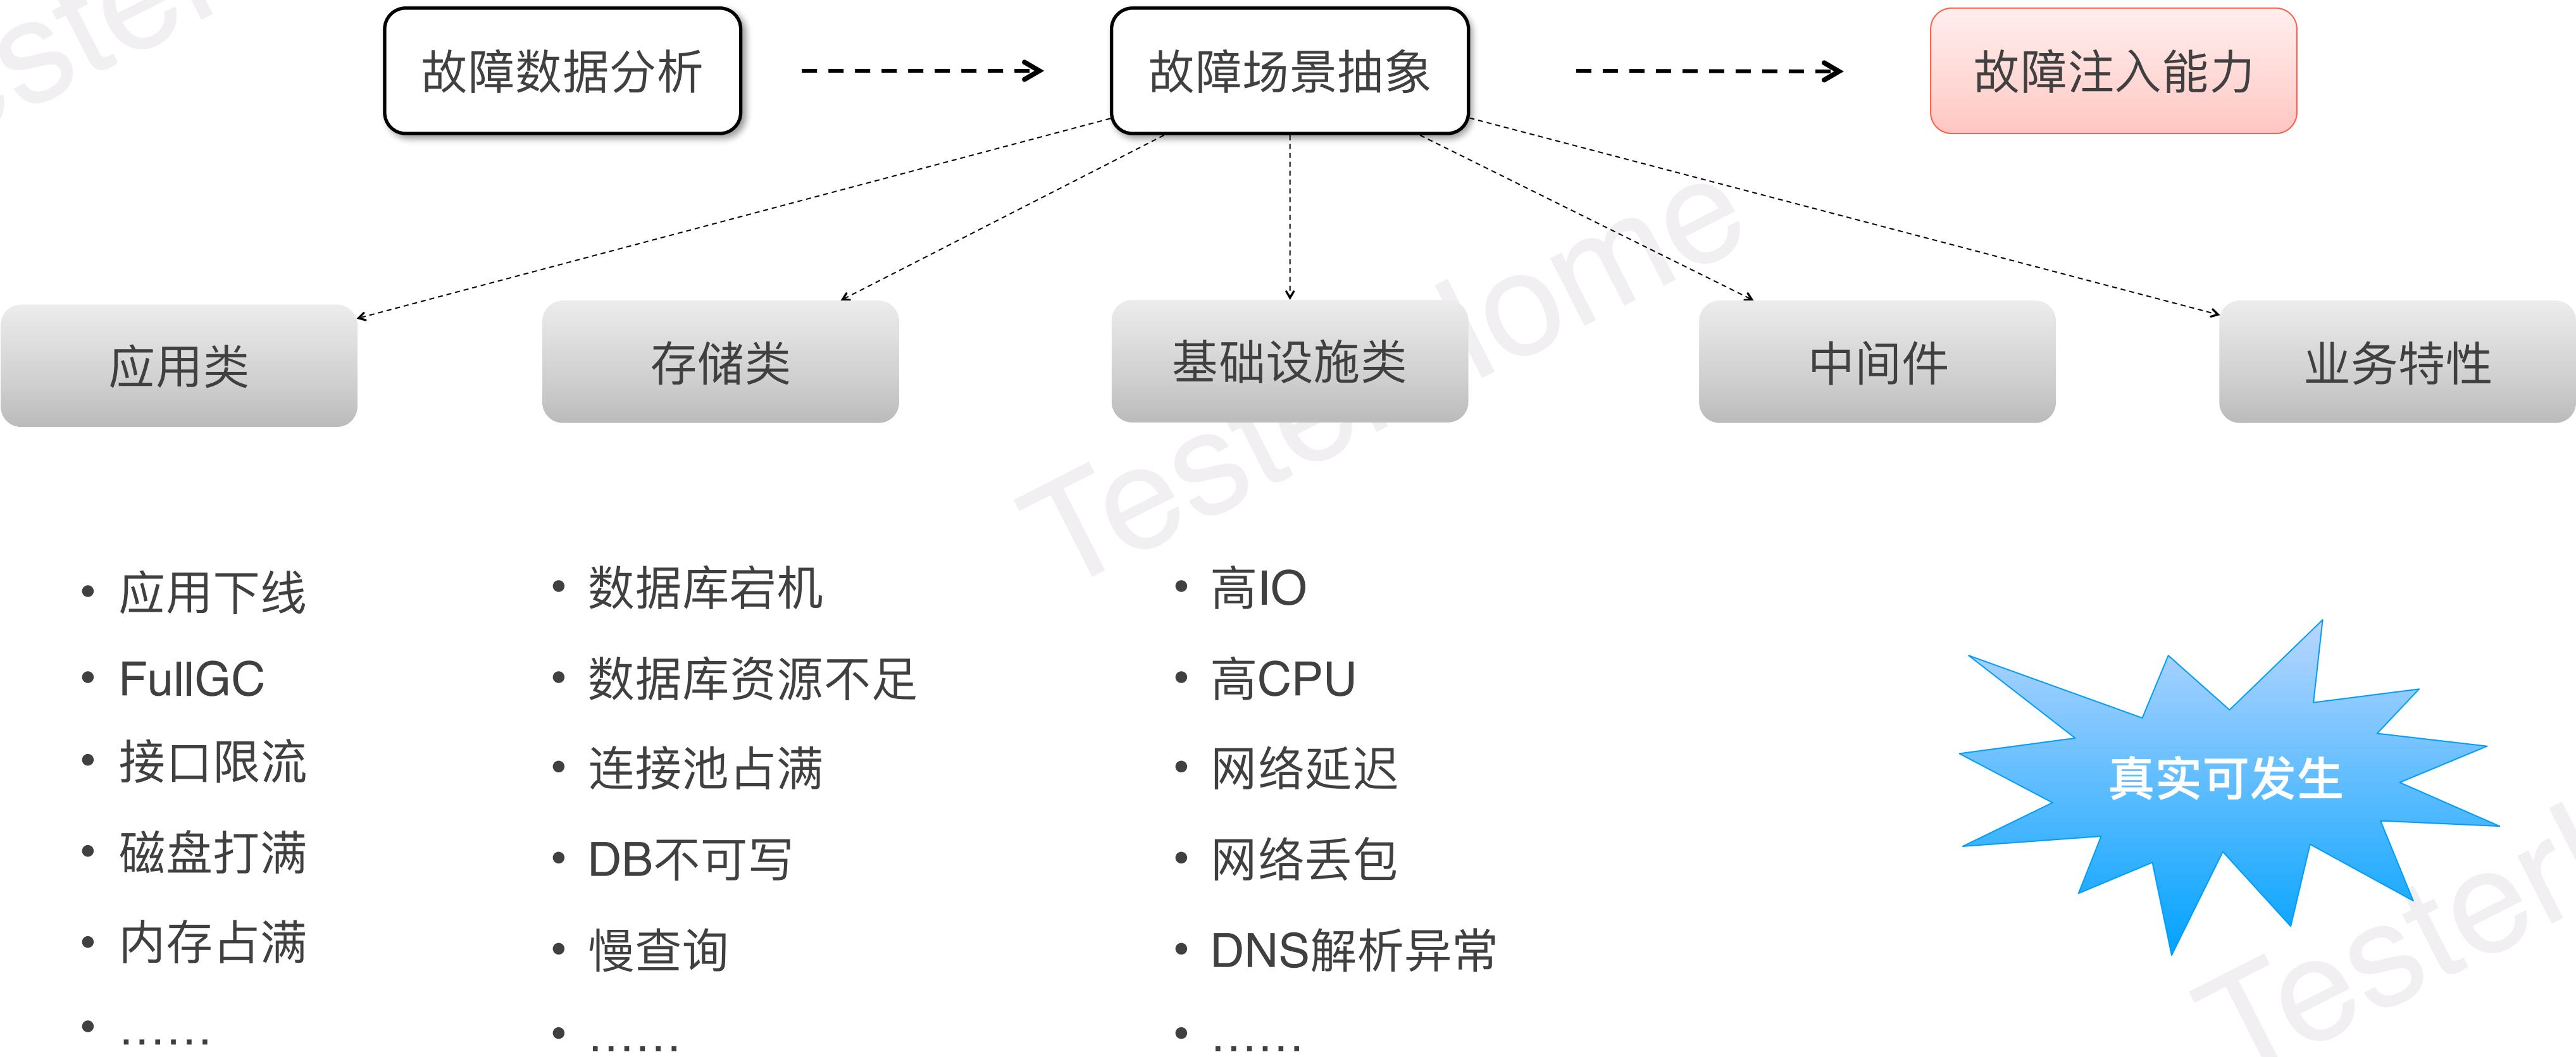 故障数据分析
故障场景抽象
故障注入能力
应用类
存储类
基础设施类
中间件
业务特性
• 应用下线
• FullGC
• 接口限流
• 磁盘打满
• 内存占满
• ......
• 数据库宕机
• 数据库资源不足
• 连接池占满
• DB不可写
• 慢查询
• ......
• 高IO
• 高CPU
• 网络延迟
• 网络丢包
• DNS解析异常
• ......
真实可发生